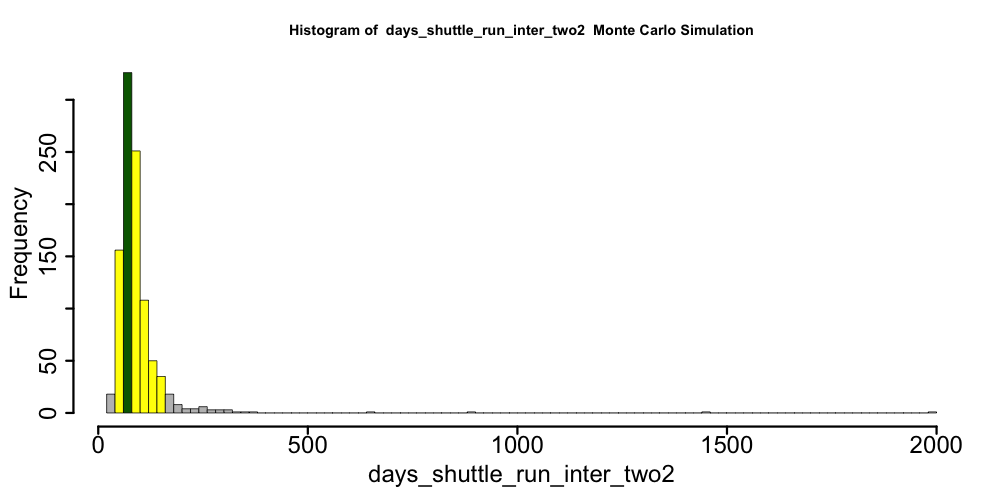 Histogram of  days_shuttle_run_inter_two2  Monte Carlo Simulation
Frequency
250
150
50
0
0 500 1000 1500 2000
days_shuttle_run_inter_two2